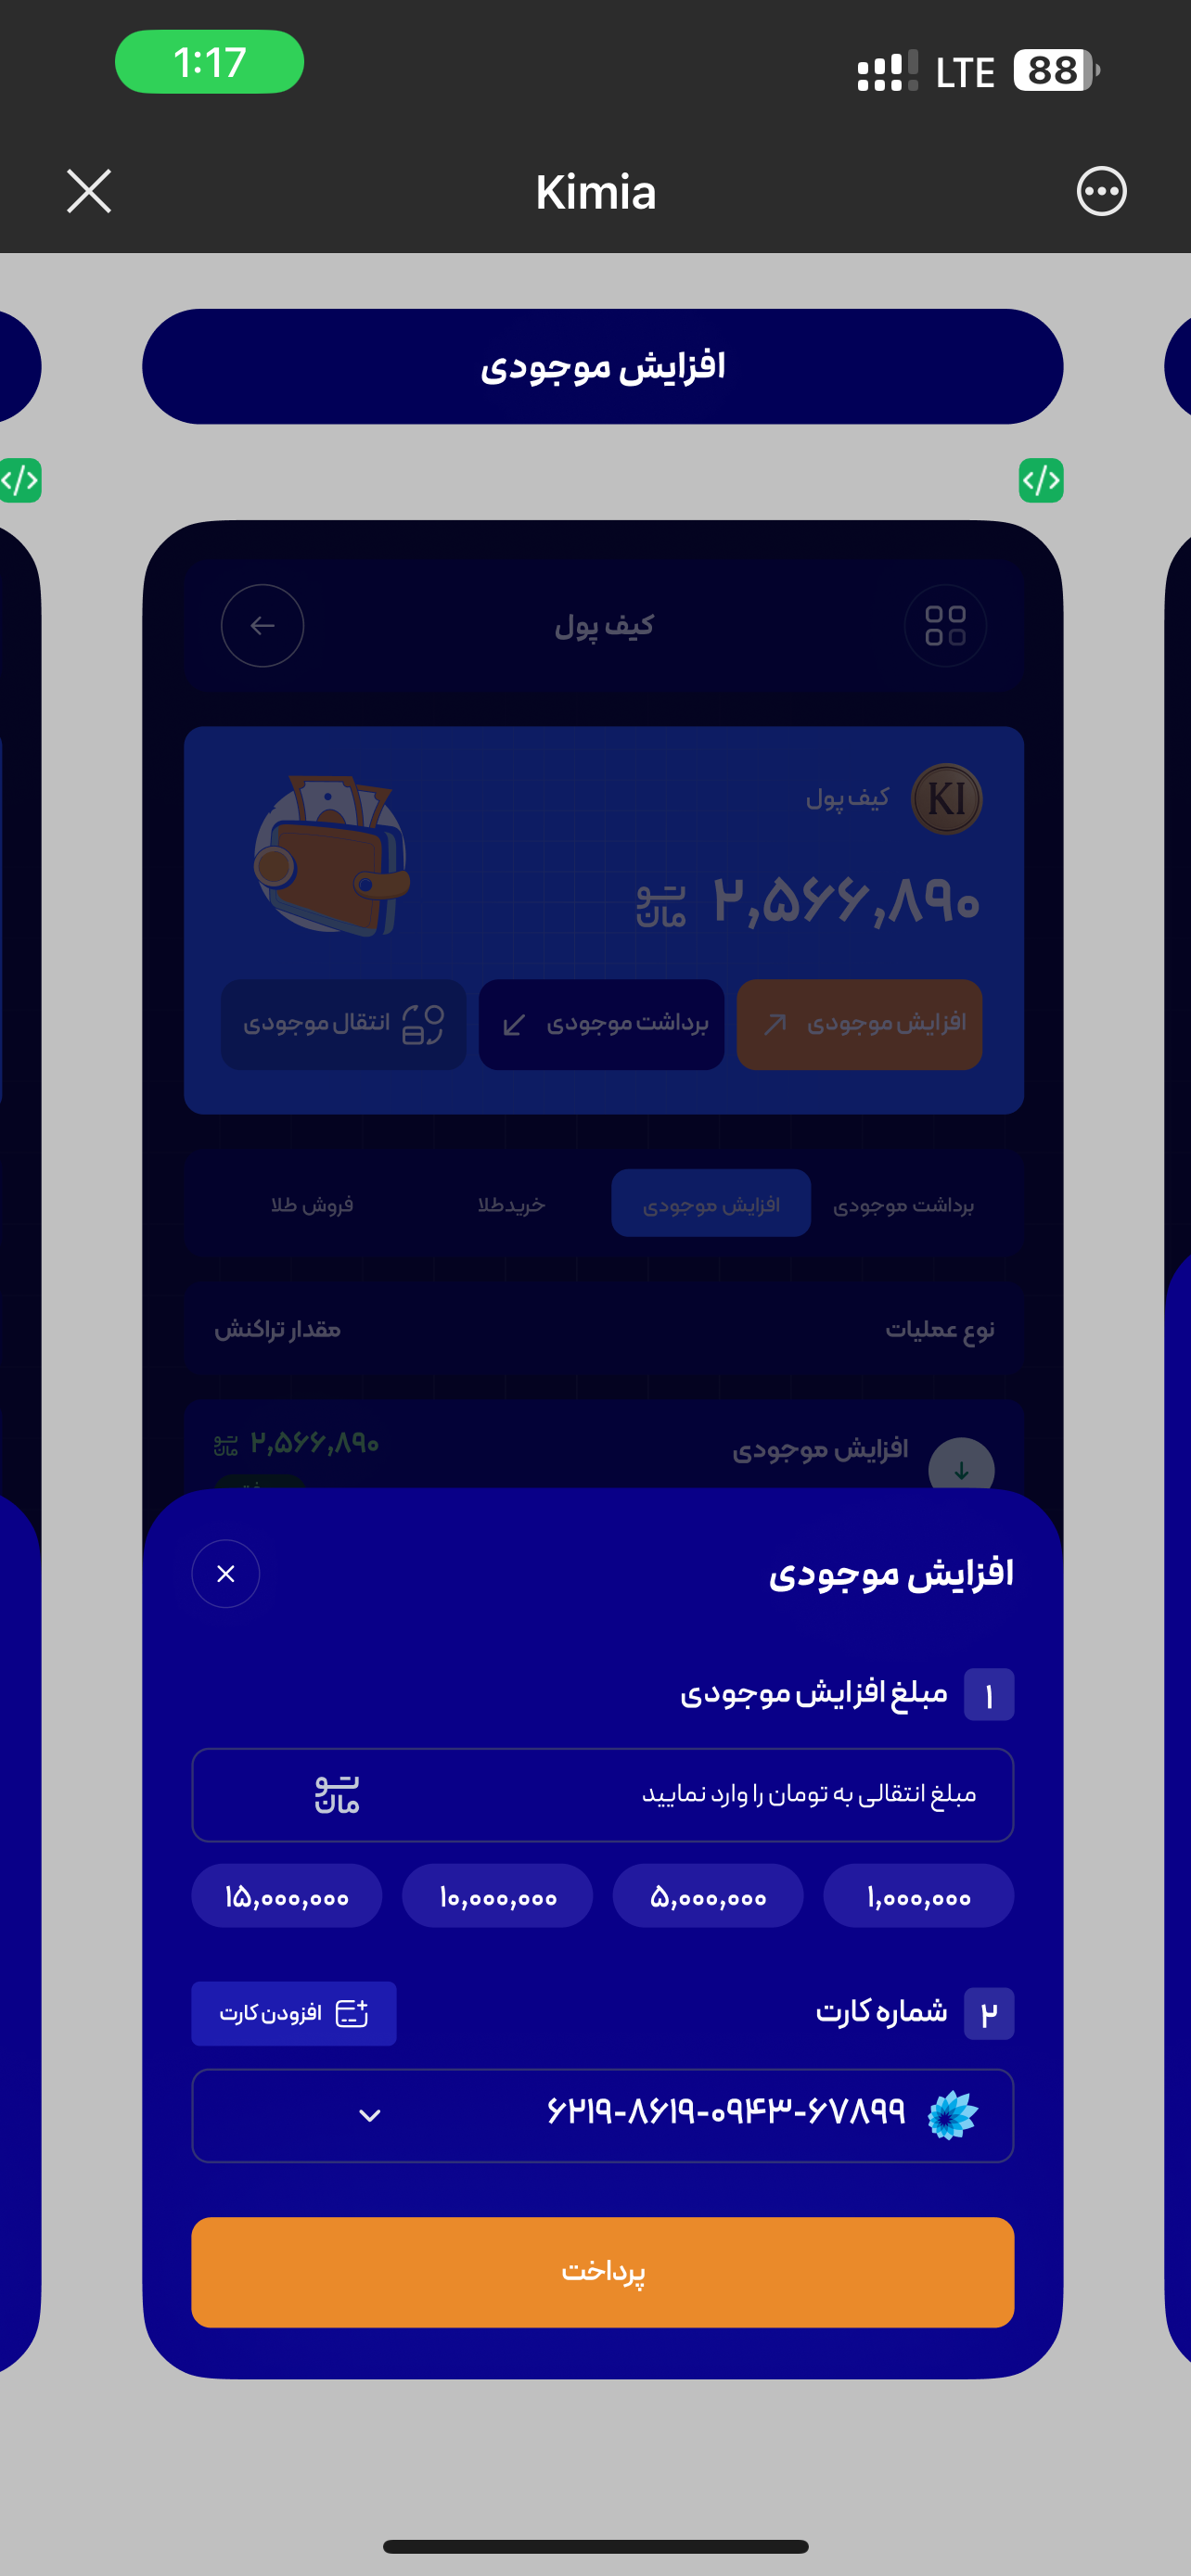 1:17
LTE 88
Kimia
افزایش موجودی
کیف پول
KI کیف پول
۲,۵۶۶,۸۹۰ تومان
افزایش موجودی
برداشت موجودی
انتقال موجودی
برداشت موجودی
افزایش موجودی
خریدطلا
فروش طلا
نوع عملیات
مقدار تراکنش
افزایش موجودی
۲,۵۶۶,۸۹۰ تومان
افزایش موجودی
۱ مبلغ افزایش موجودی
مبلغ انتقالی به تومان را وارد نمایید تومان
۱,۰۰۰,۰۰۰
۵,۰۰۰,۰۰۰
۱۰,۰۰۰,۰۰۰
۱۵,۰۰۰,۰۰۰
۲ شماره کارت
افزودن کارت
۶۲۱۹-۸۶۱۹-۰۹۴۳-۶۷۸۹۹
پرداخت